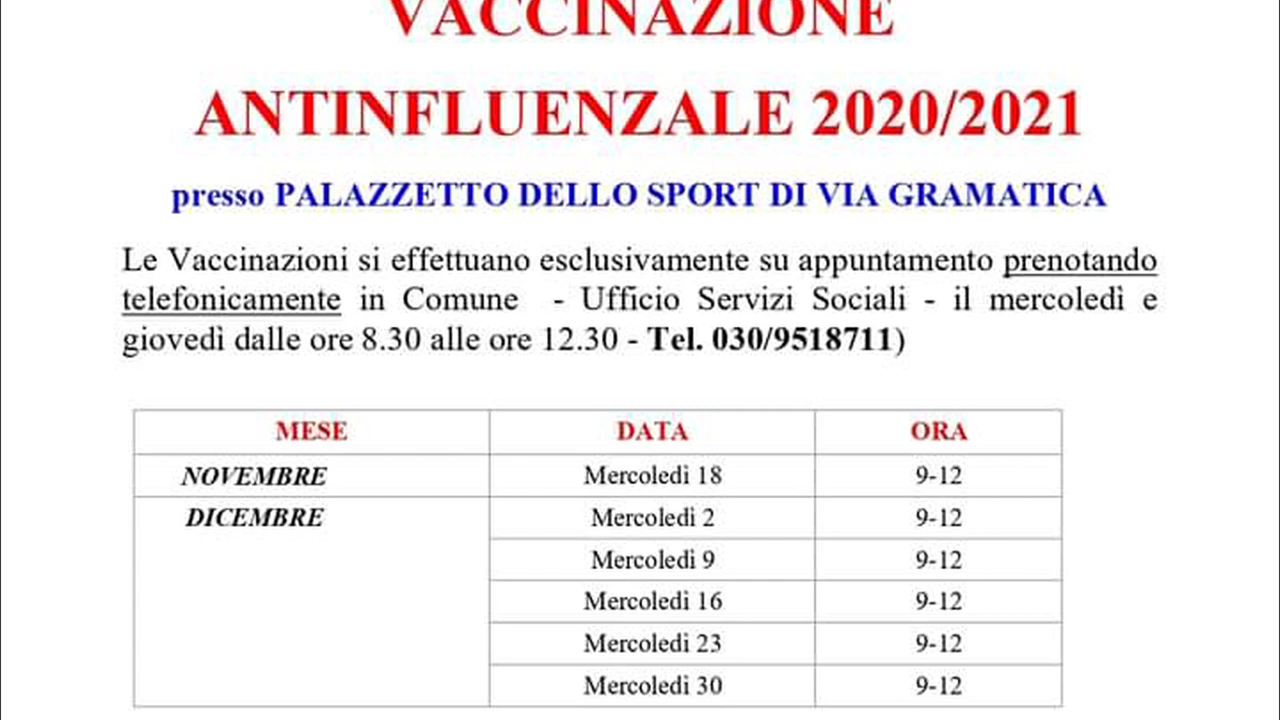 VACCINAZIONE
ANTINFLUENZALE 2020/2021
presso PALAZZETTO DELLO SPORT DI VIA GRAMATICA
Le Vaccinazioni si effettuano esclusivamente su appuntamento prenotando
telefonicamente in Comune - Ufficio Servizi Sociali - il mercoledì e
giovedì dalle ore 8.30 alle ore 12.30 - Tel. 030/9518711)
MESE DATA ORA
NOVEMBRE Mercoledì 18 9-12
DICEMBRE Mercoledì 2 9-12
Mercoledì 9 9-12
Mercoledì 16 9-12
Mercoledì 23 9-12
Mercoledì 30 9-12